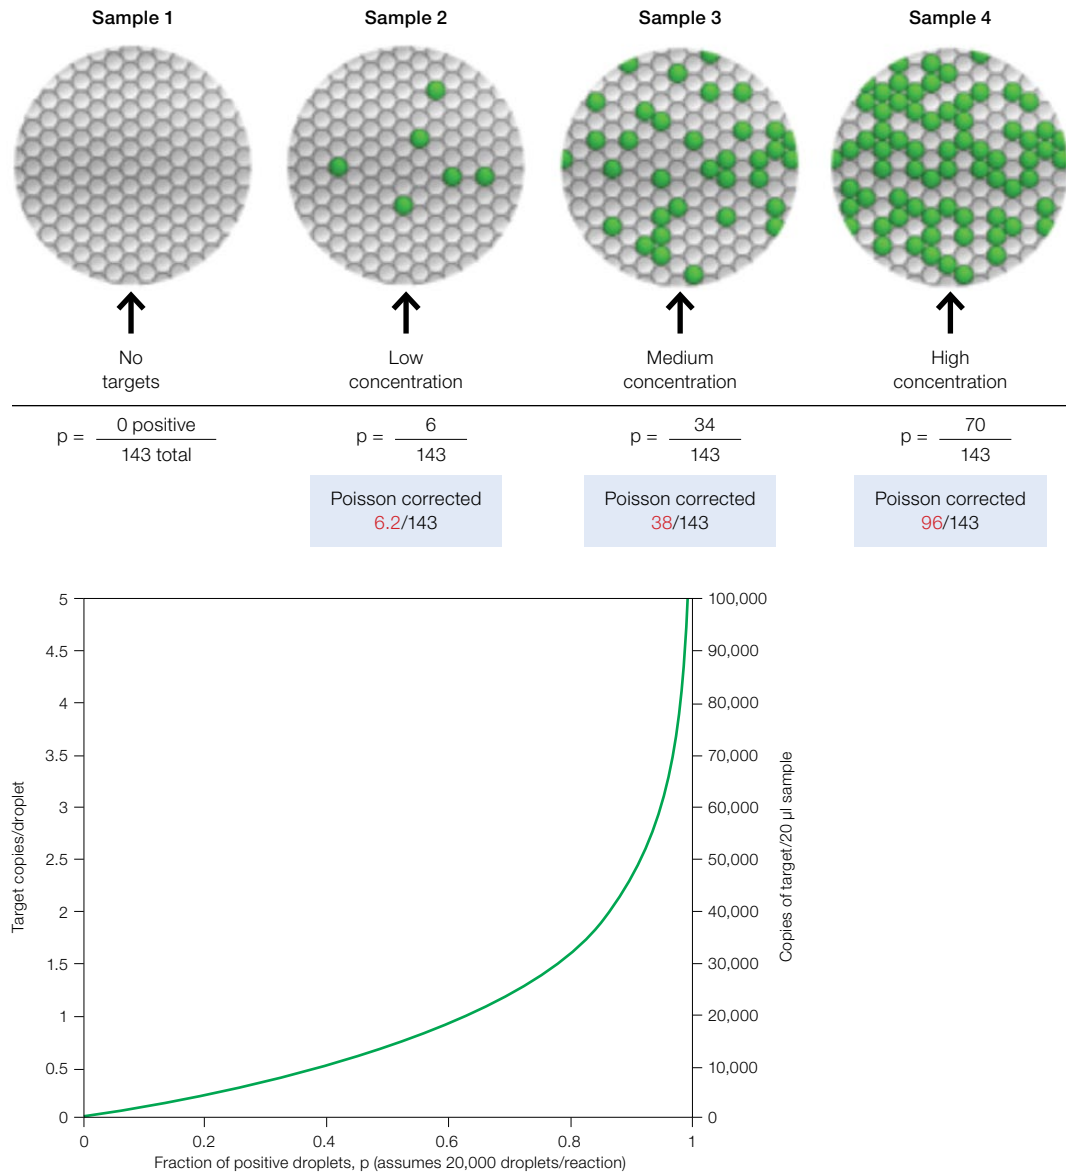 Sample 1
Sample 2
Sample 3
Sample 4
No
targets
Low
concentration
Medium
concentration
High
concentration
p = 0 positive
143 total
p = 6
143
p = 34
143
p = 70
143
Poisson corrected
6.2/143
Poisson corrected
38/143
Poisson corrected
96/143
Target copies/droplet
5
4.5
4
3.5
3
2.5
2
1.5
1
0.5
0
100,000
90,000
80,000
70,000
60,000
50,000
40,000
30,000
20,000
10,000
0
Copies of target/20 µl sample
0
0.2
0.4
0.6
0.8
1
Fraction of positive droplets, p (assumes 20,000 droplets/reaction)